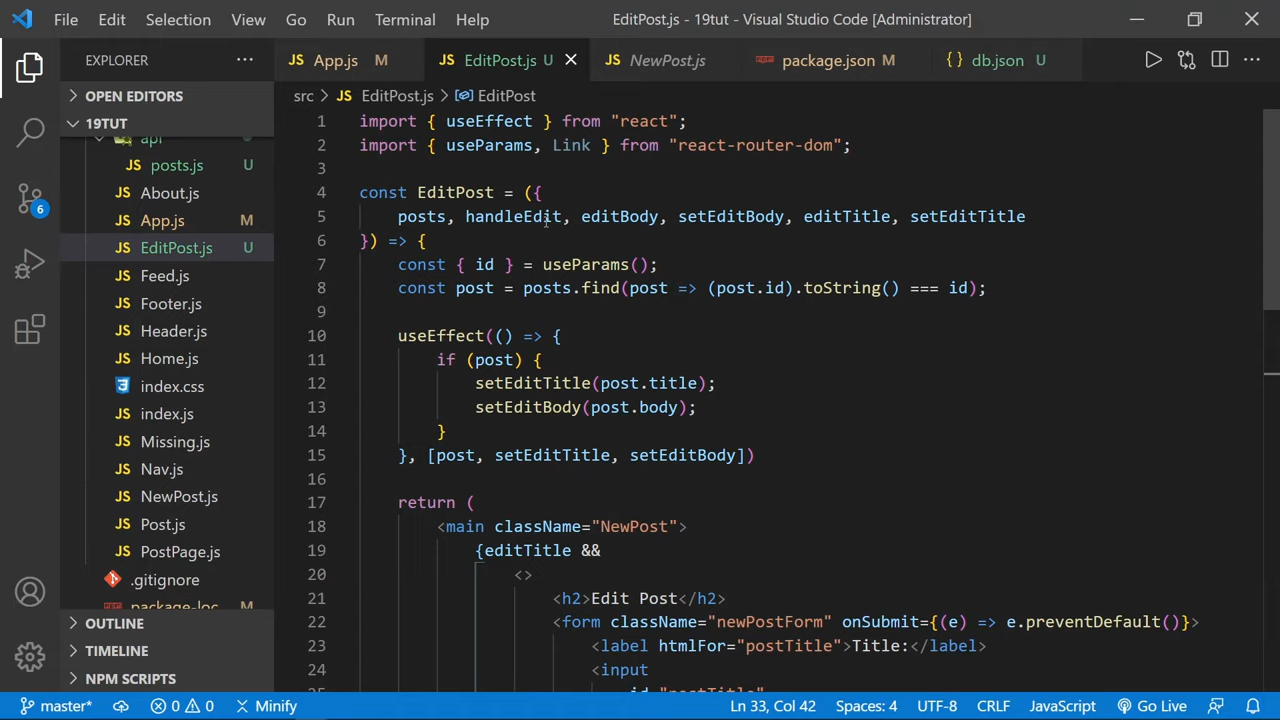 File Edit Selection View Go Run Terminal Help EditPost.js - 19tut - Visual Studio Code [Administrator]
EXPLORER ··· JS App.js M JS EditPost.js U JS NewPost.js package.json M {} db.json U ···
OPEN EDITORS
19TUT
api
JS posts.js U
JS About.js
JS App.js M
JS EditPost.js U
JS Feed.js
JS Footer.js
JS Header.js
JS Home.js
index.css
JS index.js
JS Missing.js
JS Nav.js
JS NewPost.js
JS Post.js
JS PostPage.js
.gitignore
package-loc M
OUTLINE
TIMELINE
NPM SCRIPTS
6
src > JS EditPost.js > EditPost
1 import { useEffect } from "react";
2 import { useParams, Link } from "react-router-dom";
3
4 const EditPost = ({
5 posts, handleEdit, editBody, setEditBody, editTitle, setEditTitle
6 }) => {
7 const { id } = useParams();
8 const post = posts.find(post => (post.id).toString() === id);
9
10 useEffect(() => {
11 if (post) {
12 setEditTitle(post.title);
13 setEditBody(post.body);
14 }
15 }, [post, setEditTitle, setEditBody])
16
17 return (
18 <main className="NewPost">
19 {editTitle &&
20 <>
21 <h2>Edit Post</h2>
22 <form className="newPostForm" onSubmit={(e) => e.preventDefault()}>
23 <label htmlFor="postTitle">Title:</label>
24 <input
25 id="postTitle"
master* 0 0 Minify Ln 33, Col 42 Spaces: 4 UTF-8 CRLF JavaScript Go Live